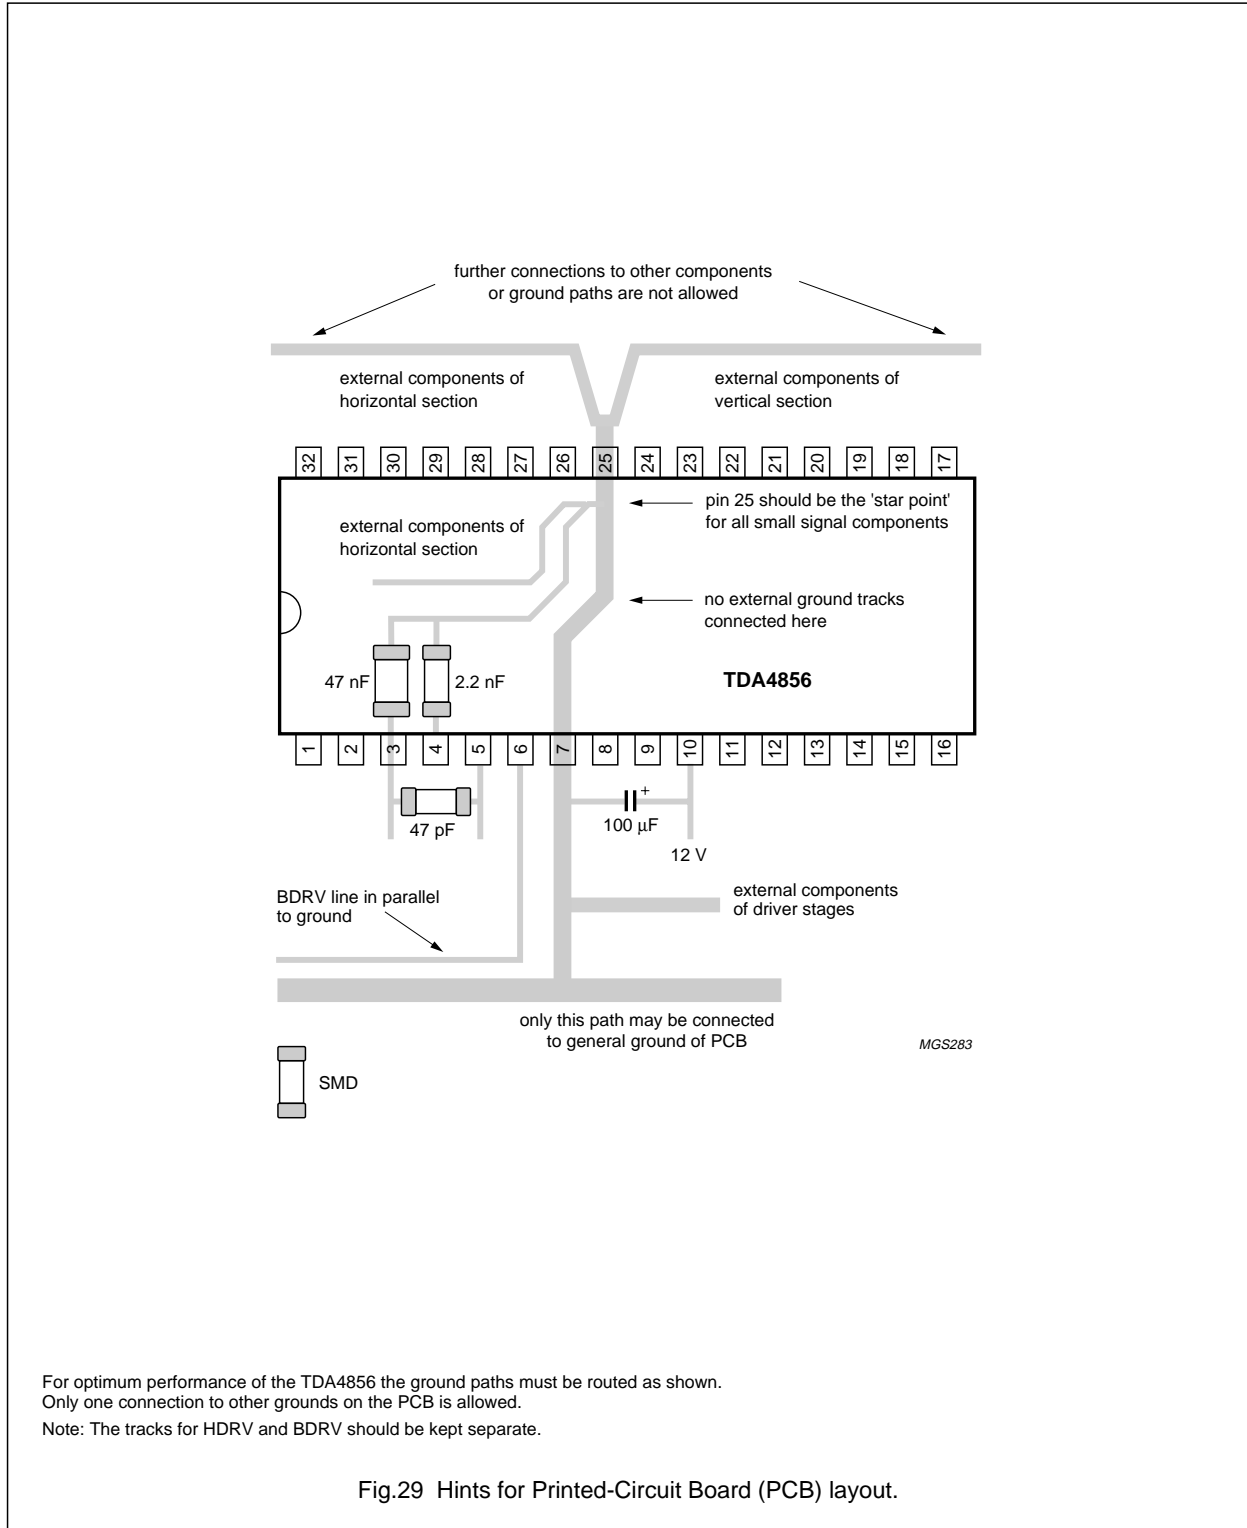 further connections to other components
or ground paths are not allowed
external components of
horizontal section
external components of
vertical section
32 31 30 29 28 27 26 25 24 23 22 21 20 19 18 17
pin 25 should be the 'star point'
for all small signal components
external components of
horizontal section
no external ground tracks
connected here
47 nF
2.2 nF
TDA4856
1 2 3 4 5 6 7 8 9 10 11 12 13 14 15 16
47 pF
+
100 μF
12 V
BDRV line in parallel
to ground
external components
of driver stages
only this path may be connected
to general ground of PCB
MGS283
SMD
For optimum performance of the TDA4856 the ground paths must be routed as shown.
Only one connection to other grounds on the PCB is allowed.
Note: The tracks for HDRV and BDRV should be kept separate.
Fig.29 Hints for Printed-Circuit Board (PCB) layout.